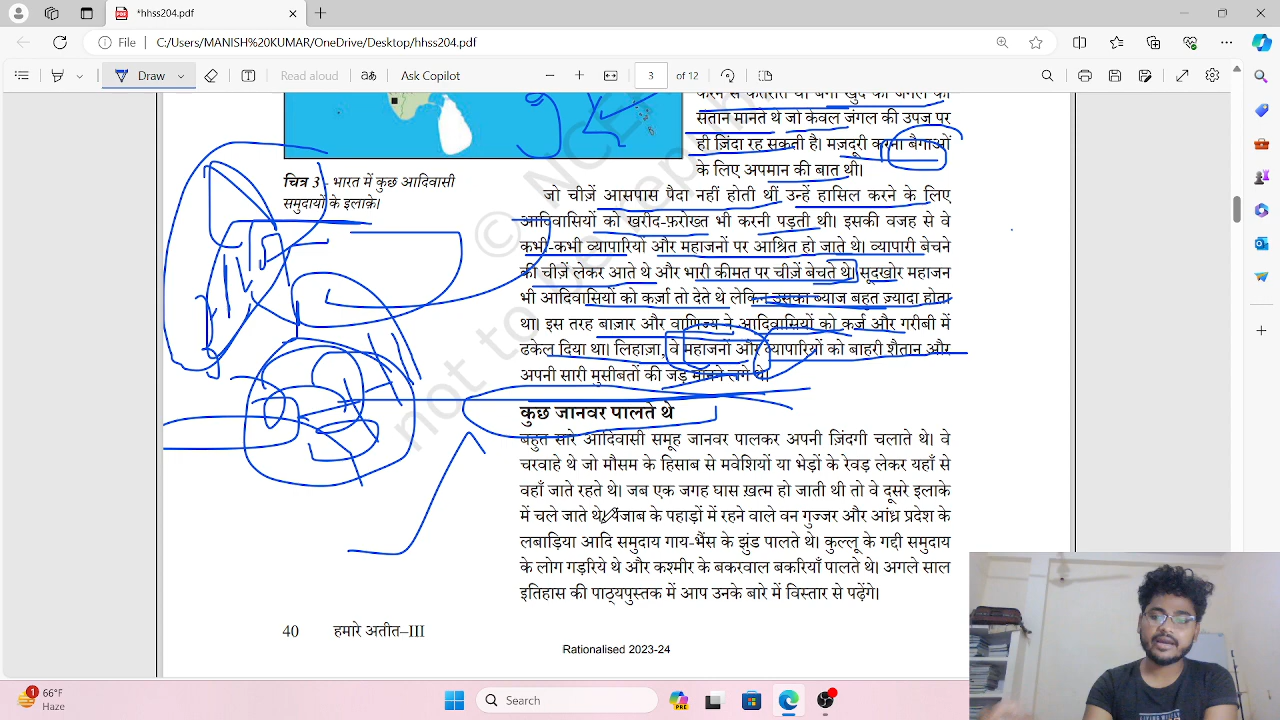 *hhss204.pdf
File
C:/Users/MANISH%20KUMAR/OneDrive/Desktop/hhss204.pdf
Draw
Read aloud
Ask Copilot
3
of 12
करने से कतराते थे। बैगा खुद को जंगल की
संतान मानते थे जो केवल जंगल की उपज पर
ही ज़िंदा रह सकती है। मज़दूरी करना बैगाओं
के लिए अपमान की बात थी।
चित्र 3 - भारत में कुछ आदिवासी
समुदायों के इलाक़े।
जो चीज़ें आसपास पैदा नहीं होती थीं उन्हें हासिल करने के लिए
आदिवासियों को खरीद-फ़रोख्त भी करनी पड़ती थी। इसकी वजह से वे
कभी-कभी व्यापारियों और महाजनों पर आश्रित हो जाते थे। व्यापारी बेचने
की चीज़ें लेकर आते थे और भारी कीमत पर चीज़ें बेचते थे। सूदखोर महाजन
भी आदिवासियों को कर्ज़ा तो देते थे लेकिन उसका ब्याज बहुत ज़्यादा होता
था। इस तरह बाज़ार और वाणिज्य ने आदिवासियों को कर्ज़ और गरीबी में
ढकेल दिया था। लिहाज़ा, वे महाजनों और व्यापारियों को बाहरी शैतान और
अपनी सारी मुसीबतों की जड़ मानने लगे थे।
कुछ जानवर पालते थे
बहुत सारे आदिवासी समूह जानवर पालकर अपनी ज़िंदगी चलाते थे। वे
चरवाहे थे जो मौसम के हिसाब से मवेशियों या भेड़ों के रेवड़ लेकर यहाँ से
वहाँ जाते रहते थे। जब एक जगह घास ख़त्म हो जाती थी तो वे दूसरे इलाके
में चले जाते थे। पंजाब के पहाड़ों में रहने वाले वन गुज्जर और आंध्र प्रदेश के
लबाड़िया आदि समुदाय गाय-भैंस के झुंड पालते थे। कुल्लू के गद्दी समुदाय
के लोग गड़रिये थे और कश्मीर के बकरवाल बकरियाँ पालते थे। अगले साल
इतिहास की पाठ्यपुस्तक में आप उनके बारे में विस्तार से पढ़ेंगे।
40 हमारे अतीत–III
Rationalised 2023-24
1
66°F
Haze
Search
PRE